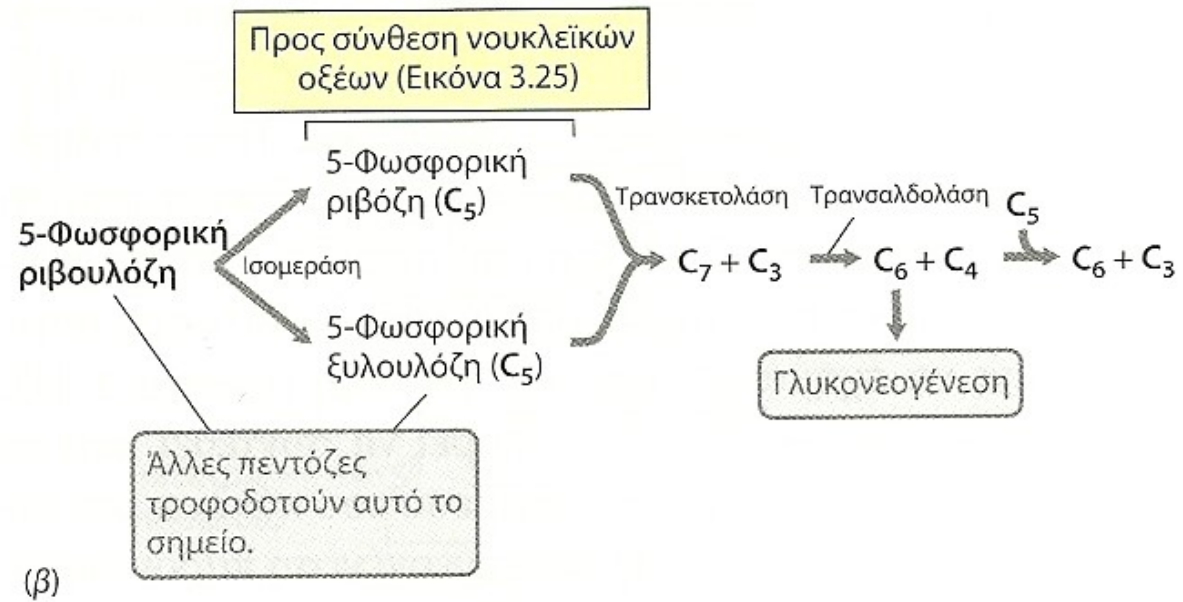 Προς σύνθεση νουκλεϊκών
οξέων (Εικόνα 3.25)
5-Φωσφορική
ριβόζη (C₅)
5-Φωσφορική
ριβουλόζη
Ισομεράση
5-Φωσφορική
ξυλουλόζη (C₅)
Τρανσκετολάση
Τρανσαλδολάση
C₅
C₇ + C₃
C₆ + C₄
C₆ + C₃
Γλυκονεογένεση
Άλλες πεντόζες
τροφοδοτούν αυτό το
σημείο.
(β)